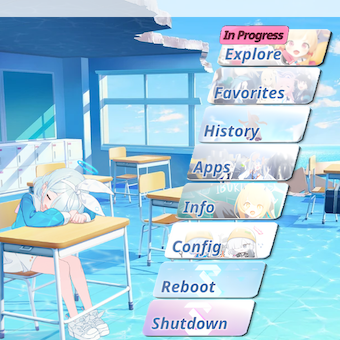 In Progress
Explore
Favorites
History
Apps
Info
Config
Reboot
Shutdown